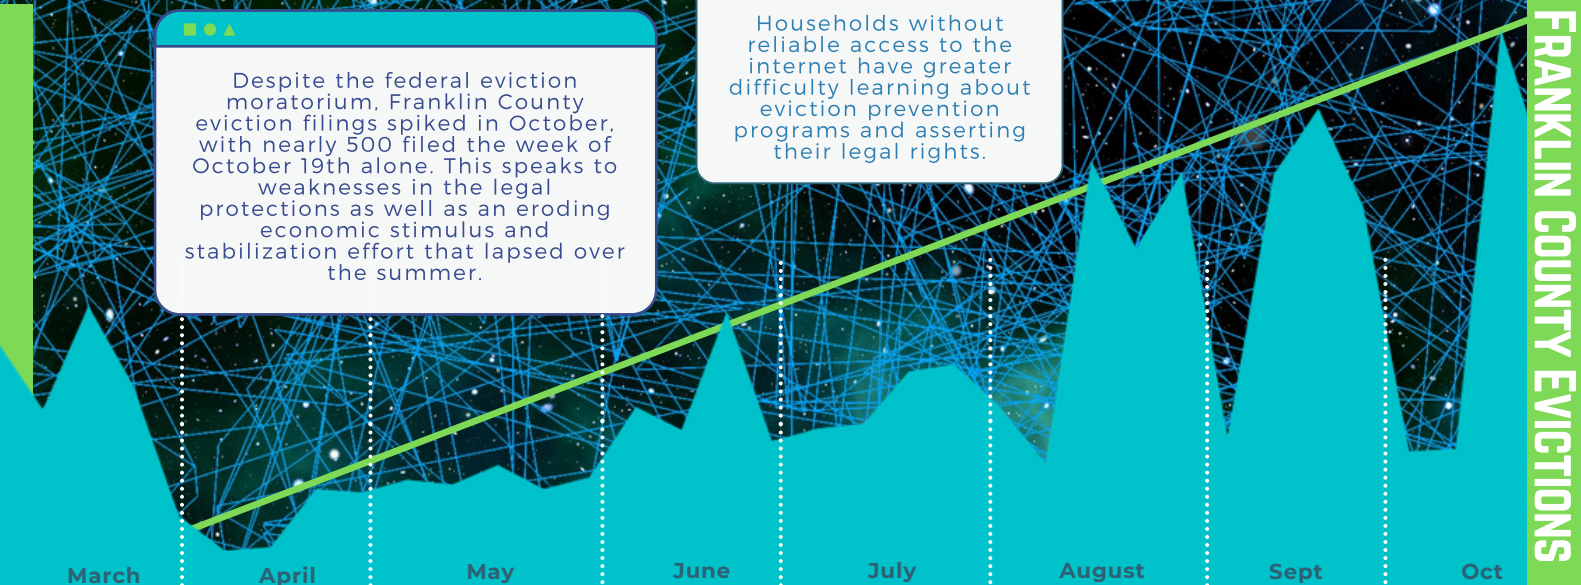 Despite the federal eviction
moratorium, Franklin County
eviction filings spiked in October,
with nearly 500 filed the week of
October 19th alone. This speaks to
weaknesses in the legal
protections as well as an eroding
economic stimulus and
stabilization effort that lapsed over
the summer.
Households without
reliable access to the
internet have greater
difficulty learning about
eviction prevention
programs and asserting
their legal rights.
FRANKLIN COUNTY EVICTIONS
March April May June July August Sept Oct